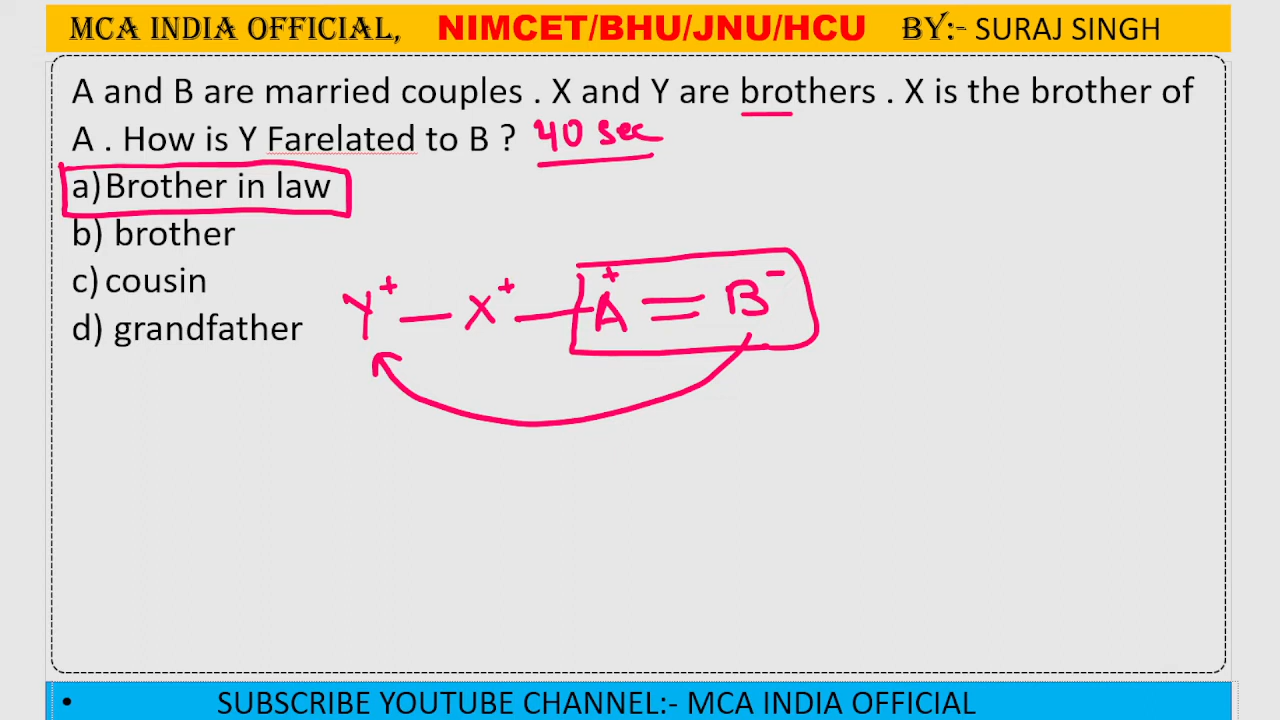 MCA INDIA OFFICIAL, NIMCET/BHU/JNU/HCU BY:- SURAJ SINGH
A and B are married couples . X and Y are brothers . X is the brother of
A . How is Y Farelated to B ? 40 sec
a) Brother in law
b) brother
c) cousin
d) grandfather
Y+ — X+ — A+ = B-
• SUBSCRIBE YOUTUBE CHANNEL:- MCA INDIA OFFICIAL